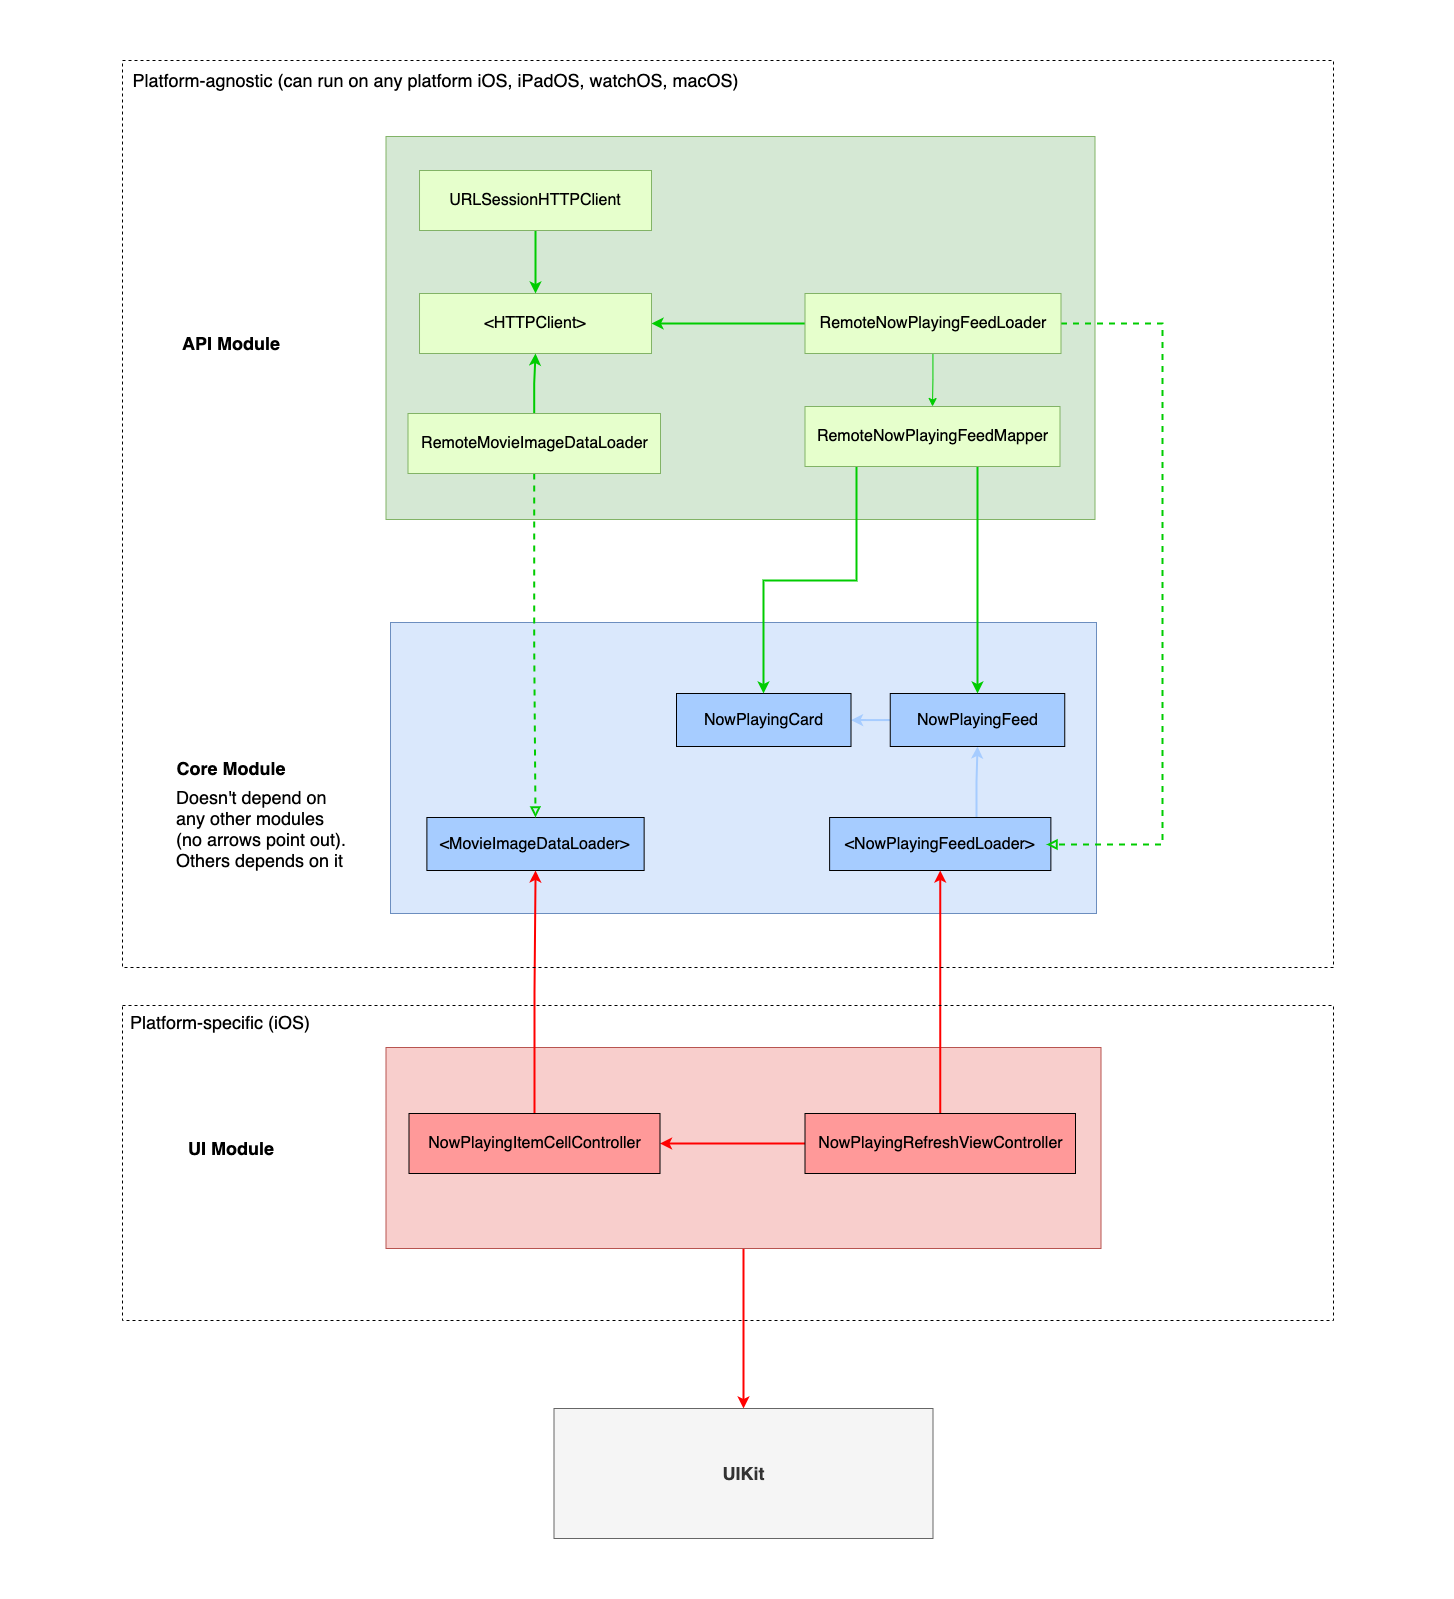 Platform-agnostic (can run on any platform iOS, iPadOS, watchOS, macOS)
URLSessionHTTPClient
<HTTPClient>
RemoteNowPlayingFeedLoader
API Module
RemoteMovieImageDataLoader
RemoteNowPlayingFeedMapper
NowPlayingCard
NowPlayingFeed
Core Module
Doesn't depend on
any other modules
(no arrows point out).
Others depends on it
<MovieImageDataLoader>
<NowPlayingFeedLoader>
Platform-specific (iOS)
UI Module
NowPlayingItemCellController
NowPlayingRefreshViewController
UIKit